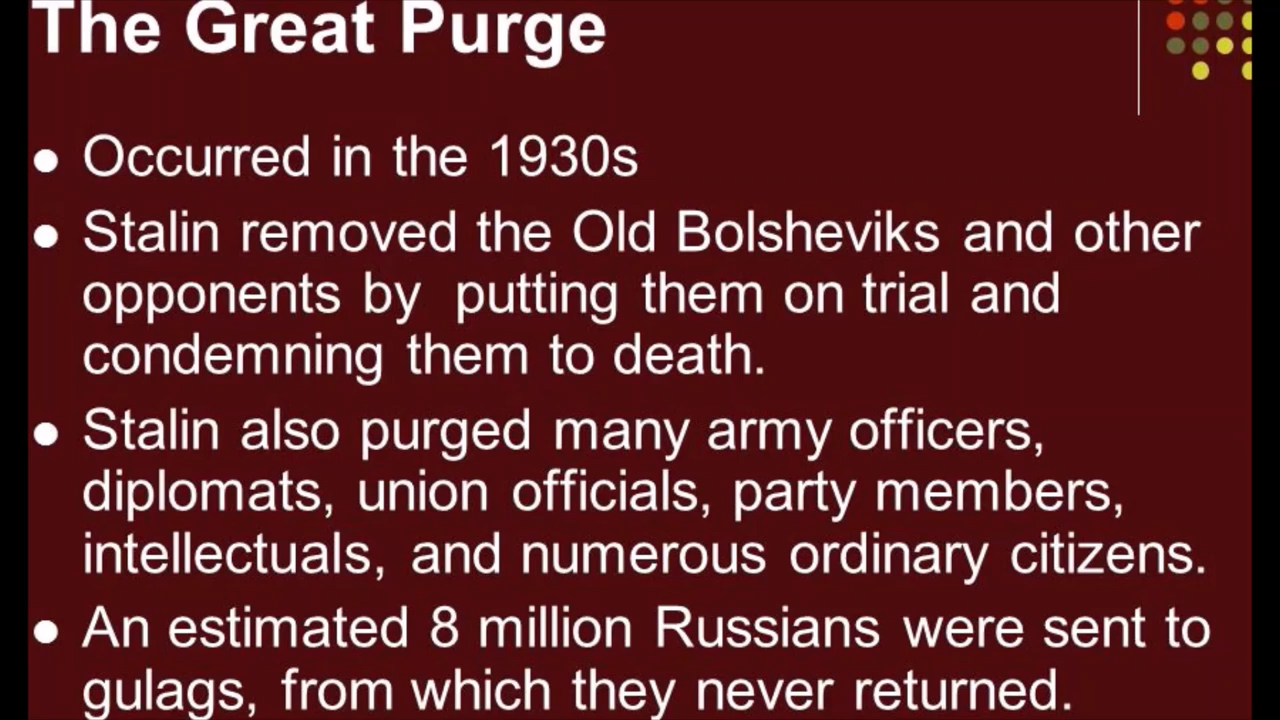 The Great Purge
● Occurred in the 1930s
● Stalin removed the Old Bolsheviks and other
opponents by putting them on trial and
condemning them to death.
● Stalin also purged many army officers,
diplomats, union officials, party members,
intellectuals, and numerous ordinary citizens.
● An estimated 8 million Russians were sent to
gulags, from which they never returned.